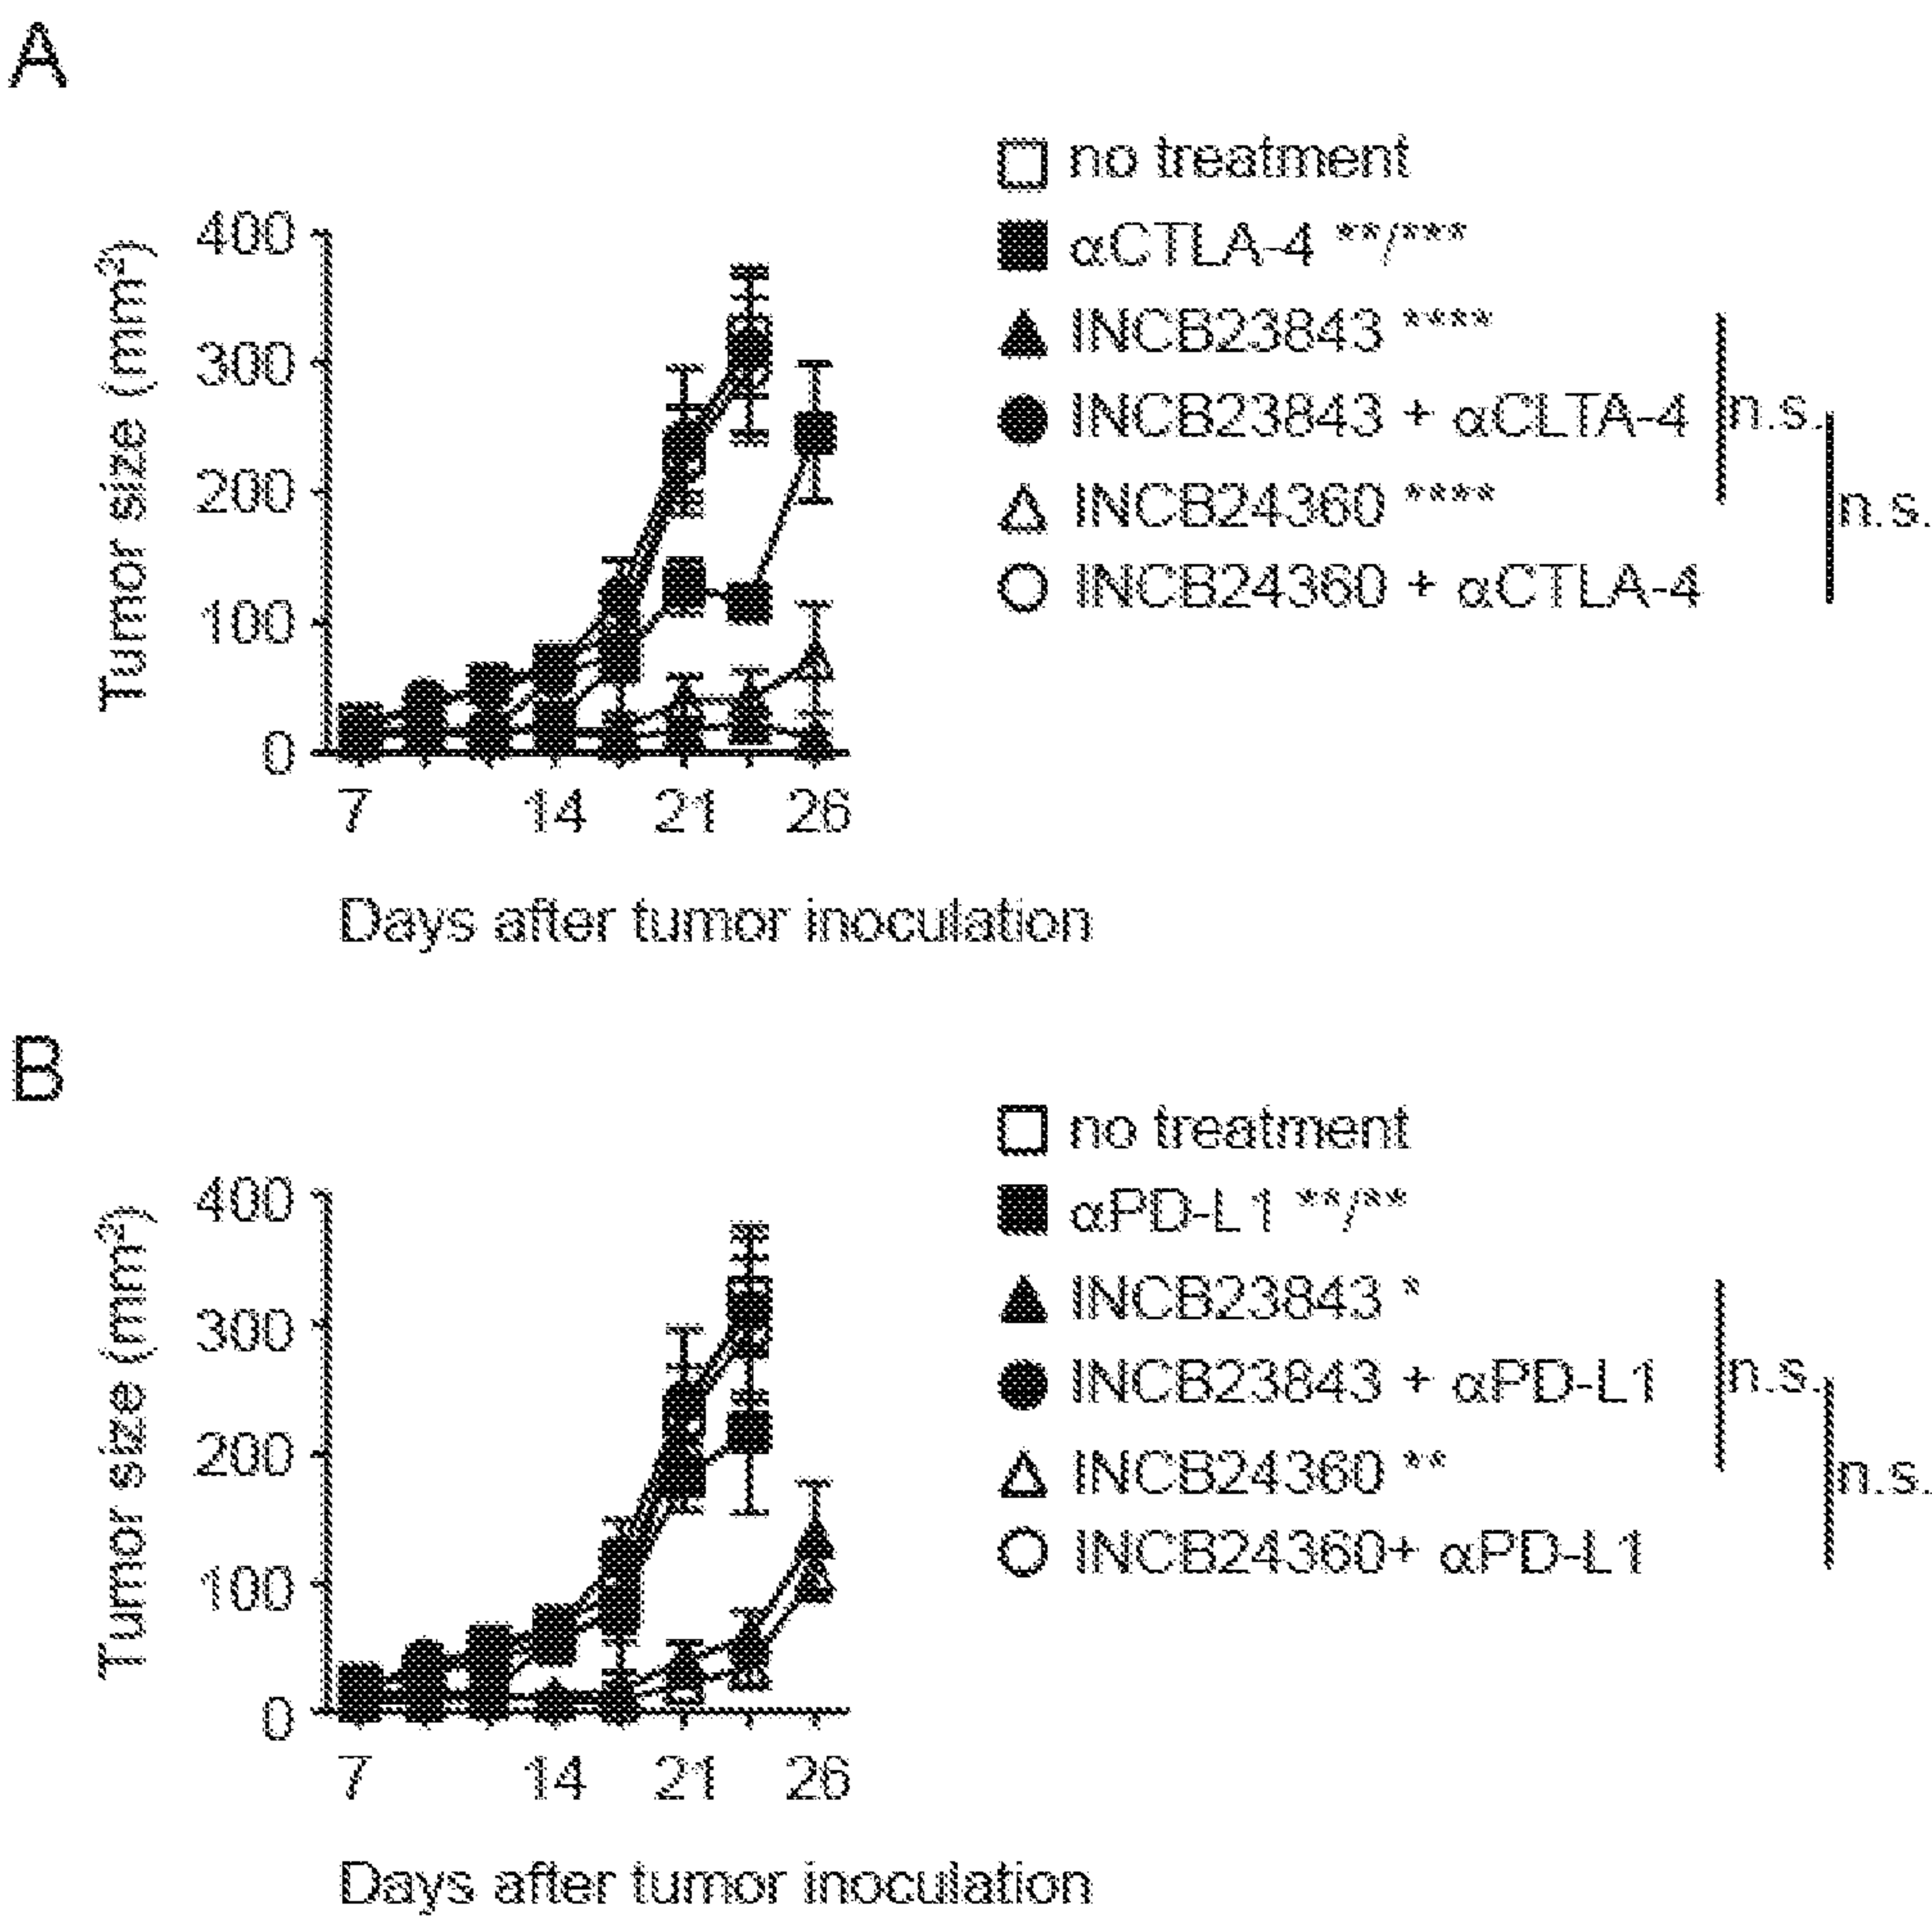 A
no treatment
αCTLA-4 **/***
INCB23843 ****
INCB23843 + αCLTA-4
INCB24360 ****
INCB24360 + αCTLA-4
n.s.
n.s.
Tumor size (mm²)
400
300
200
100
0
7 14 21 26
Days after tumor inoculation
B
no treatment
αPD-L1 **/**
INCB23843 *
INCB23843 + αPD-L1
INCB24360 **
INCB24360+ αPD-L1
n.s.
n.s.
Tumor size (mm²)
400
300
200
100
0
7 14 21 26
Days after tumor inoculation